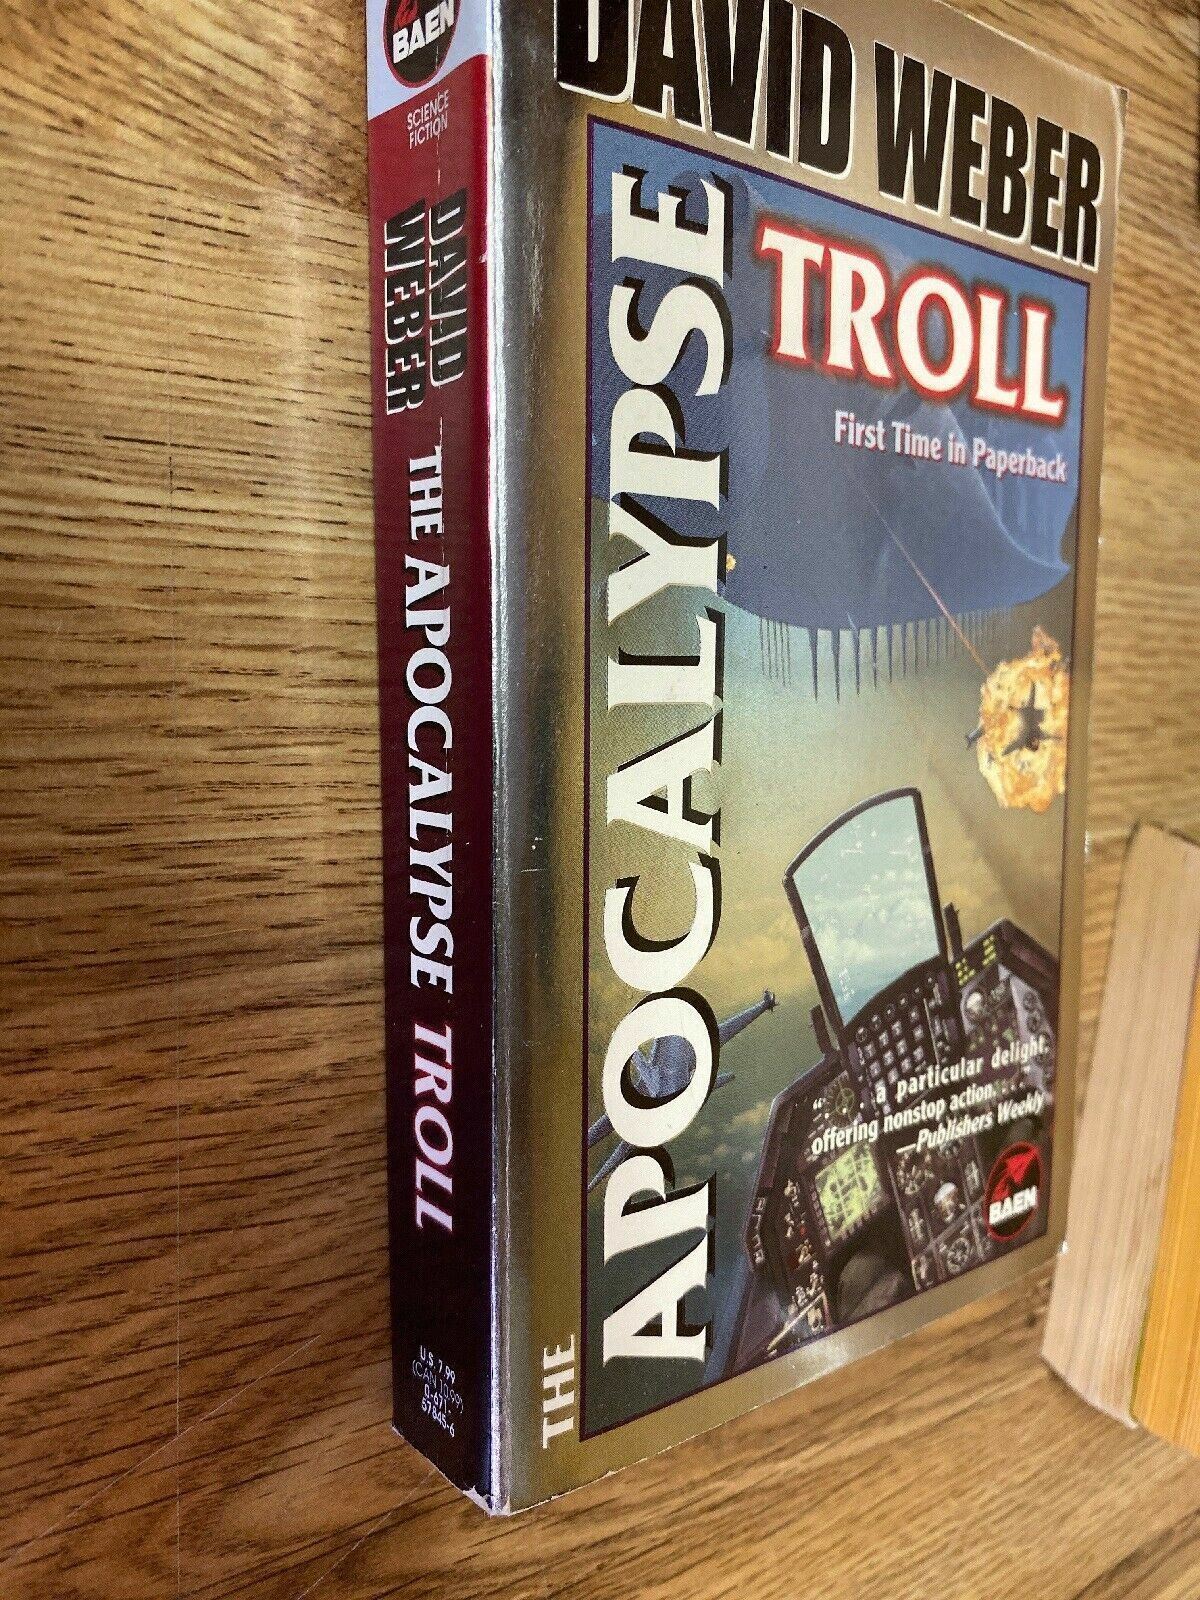 BAEN
SCIENCE
FICTION
DAVID
WEBER
THE APOCALYPSE TROLL
U.S. 7.99
(CAN 10.99)
0-671-
57845-6
DAVID WEBER
THE
APOCALYPSE
TROLL
First Time in Paperback
“. . . a particular delight
offering nonstop action. . . .”
—Publishers Weekly
BAEN